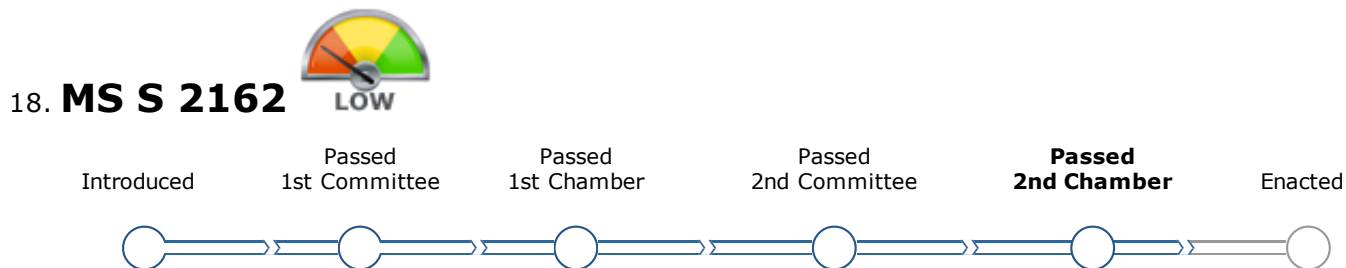 18. MS S 2162
LOW
Introduced
Passed
1st Committee
Passed
1st Chamber
Passed
2nd Committee
Passed
2nd Chamber
Enacted